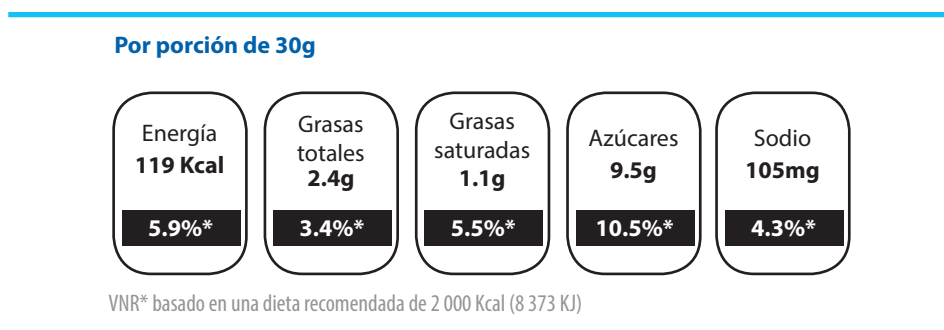 Por porción de 30g
Energía
119 Kcal
5.9%*
Grasas
totales
2.4g
3.4%*
Grasas
saturadas
1.1g
5.5%*
Azúcares
9.5g
10.5%*
Sodio
105mg
4.3%*
VNR* basado en una dieta recomendada de 2 000 Kcal (8 373 KJ)